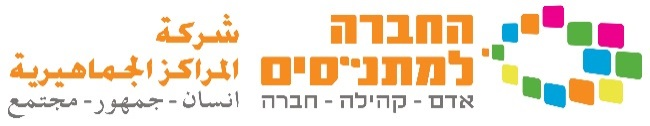 החברה
למתנ״סים
אדם - קהילה - חברה
شركة
المراكز الجماهيرية
انسان - جمهور - مجتمع